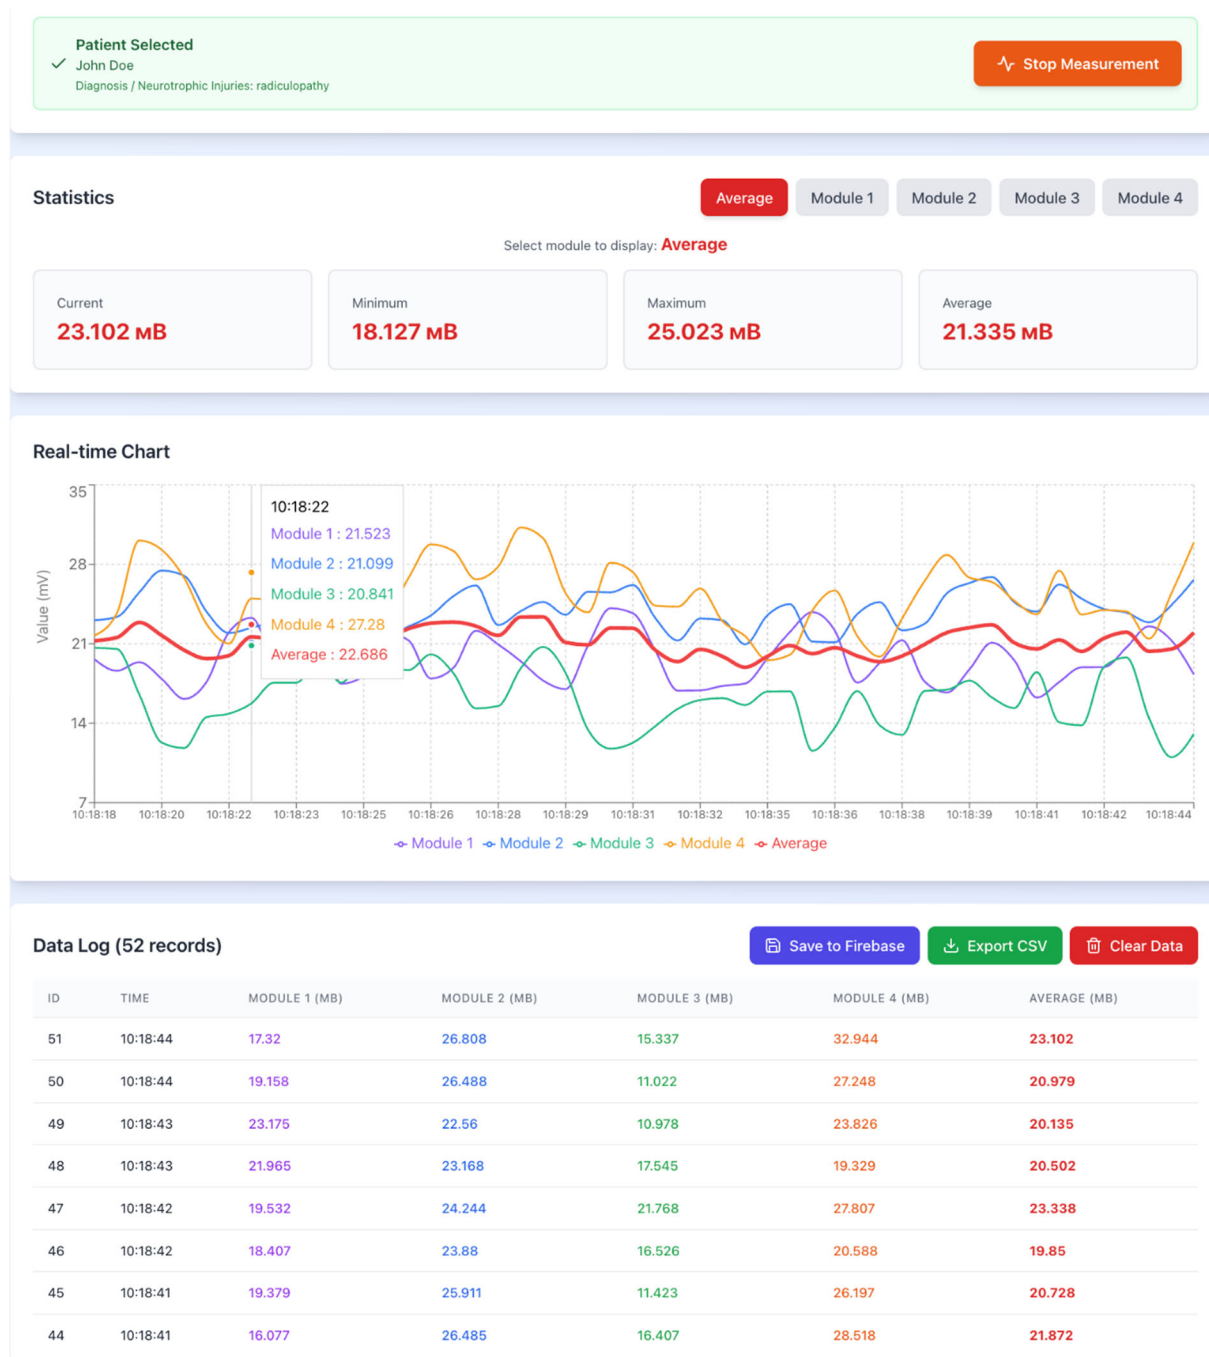 Patient Selected
John Doe
Diagnosis / Neurotrophic Injuries: radiculopathy
Stop Measurement
Statistics
Average Module 1 Module 2 Module 3 Module 4
Select module to display: Average
Current Minimum Maximum Average
23.102 мВ 18.127 мВ 25.023 мВ 21.335 мВ
Real-time Chart
Value (mV)
35
28
21
14
7
10:18:22
Module 1 : 21.523
Module 2 : 21.099
Module 3 : 20.841
Module 4 : 27.28
Average : 22.686
10:18:18 10:18:20 10:18:22 10:18:23 10:18:25 10:18:26 10:18:28 10:18:29 10:18:31 10:18:32 10:18:35 10:18:36 10:18:38 10:18:39 10:18:41 10:18:42 10:18:44
Module 1 Module 2 Module 3 Module 4 Average
Data Log (52 records) Save to Firebase Export CSV Clear Data
ID TIME MODULE 1 (МВ) MODULE 2 (МВ) MODULE 3 (МВ) MODULE 4 (МВ) AVERAGE (МВ)
51 10:18:44 17.32 26.808 15.337 32.944 23.102
50 10:18:44 19.158 26.488 11.022 27.248 20.979
49 10:18:43 23.175 22.56 10.978 23.826 20.135
48 10:18:43 21.965 23.168 17.545 19.329 20.502
47 10:18:42 19.532 24.244 21.768 27.807 23.338
46 10:18:42 18.407 23.88 16.526 20.588 19.85
45 10:18:41 19.379 25.911 11.423 26.197 20.728
44 10:18:41 16.077 26.485 16.407 28.518 21.872